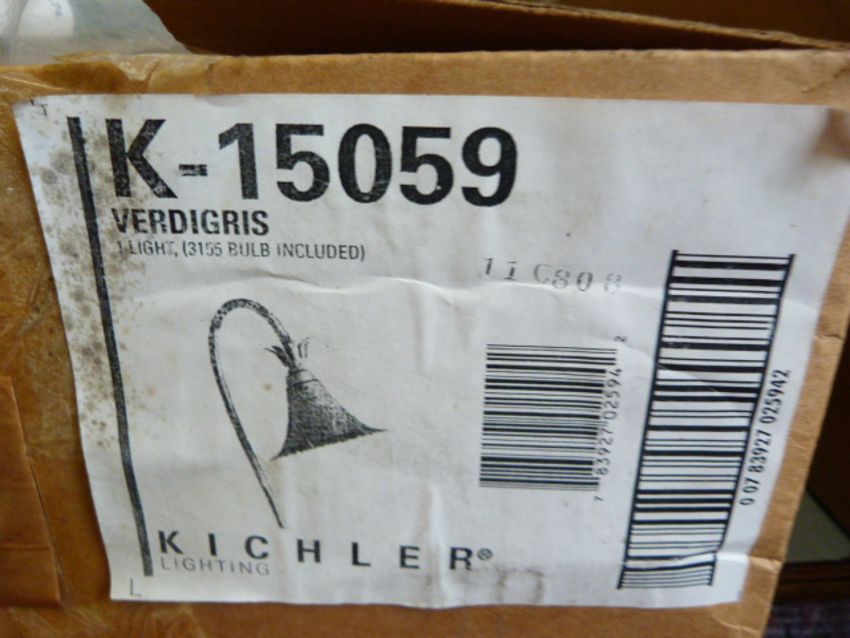 K-15059
VERDIGRIS
1 LIGHT, (3155 BULB INCLUDED)
11C808
7 83927 02594 2
0 07 83927 025942
KICHLER®
LIGHTING
L